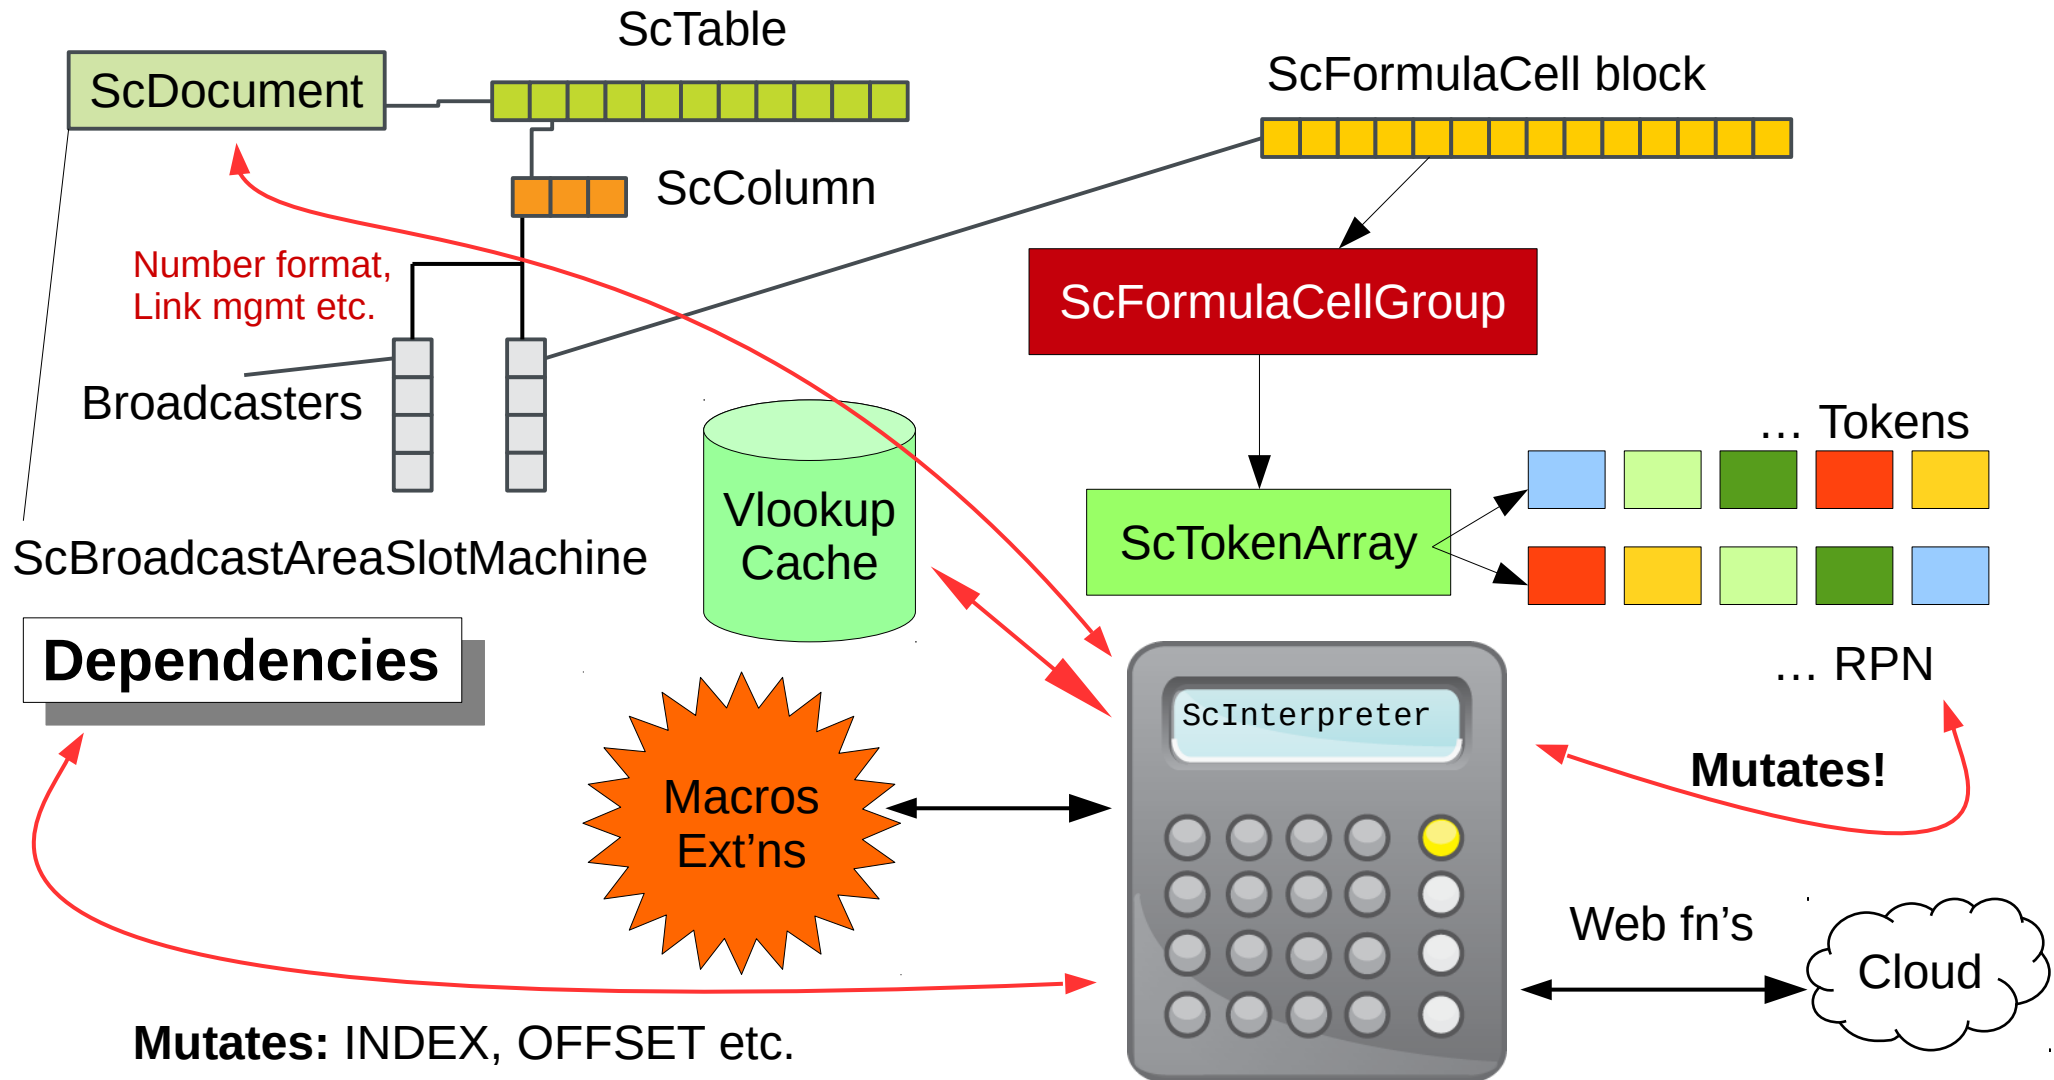 ScTable
ScDocument
ScFormulaCell block
ScColumn
Number format,
Link mgmt etc.
ScFormulaCellGroup
Broadcasters
… Tokens
Vlookup
Cache
ScTokenArray
ScBroadcastAreaSlotMachine
Dependencies
… RPN
ScInterpreter
Mutates!
Macros
Ext’ns
Web fn’s
Cloud
Mutates: INDEX, OFFSET etc.